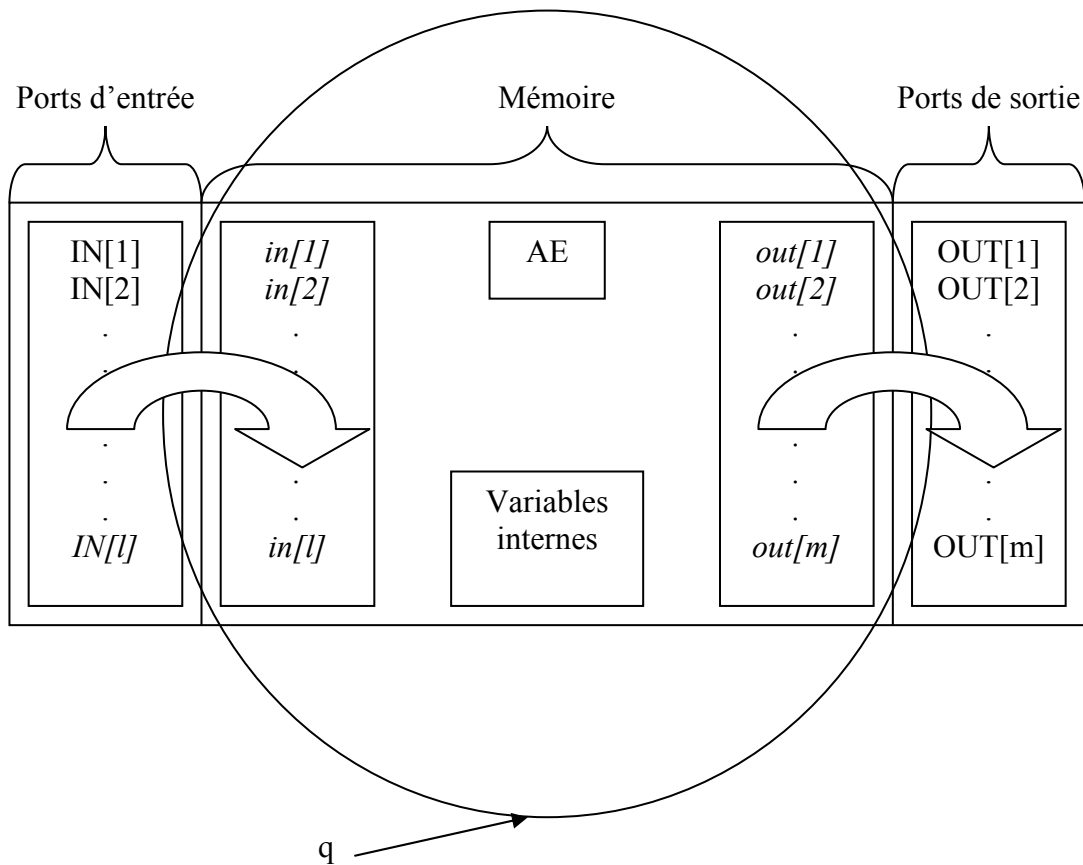 Ports d’entrée
Mémoire
Ports de sortie
IN[1]
IN[2]
.
.
.
.
.
IN[l]
in[1]
in[2]
.
.
.
.
.
in[l]
AE
Variables
internes
out[1]
out[2]
.
.
.
.
.
out[m]
OUT[1]
OUT[2]
.
.
.
.
OUT[m]
q